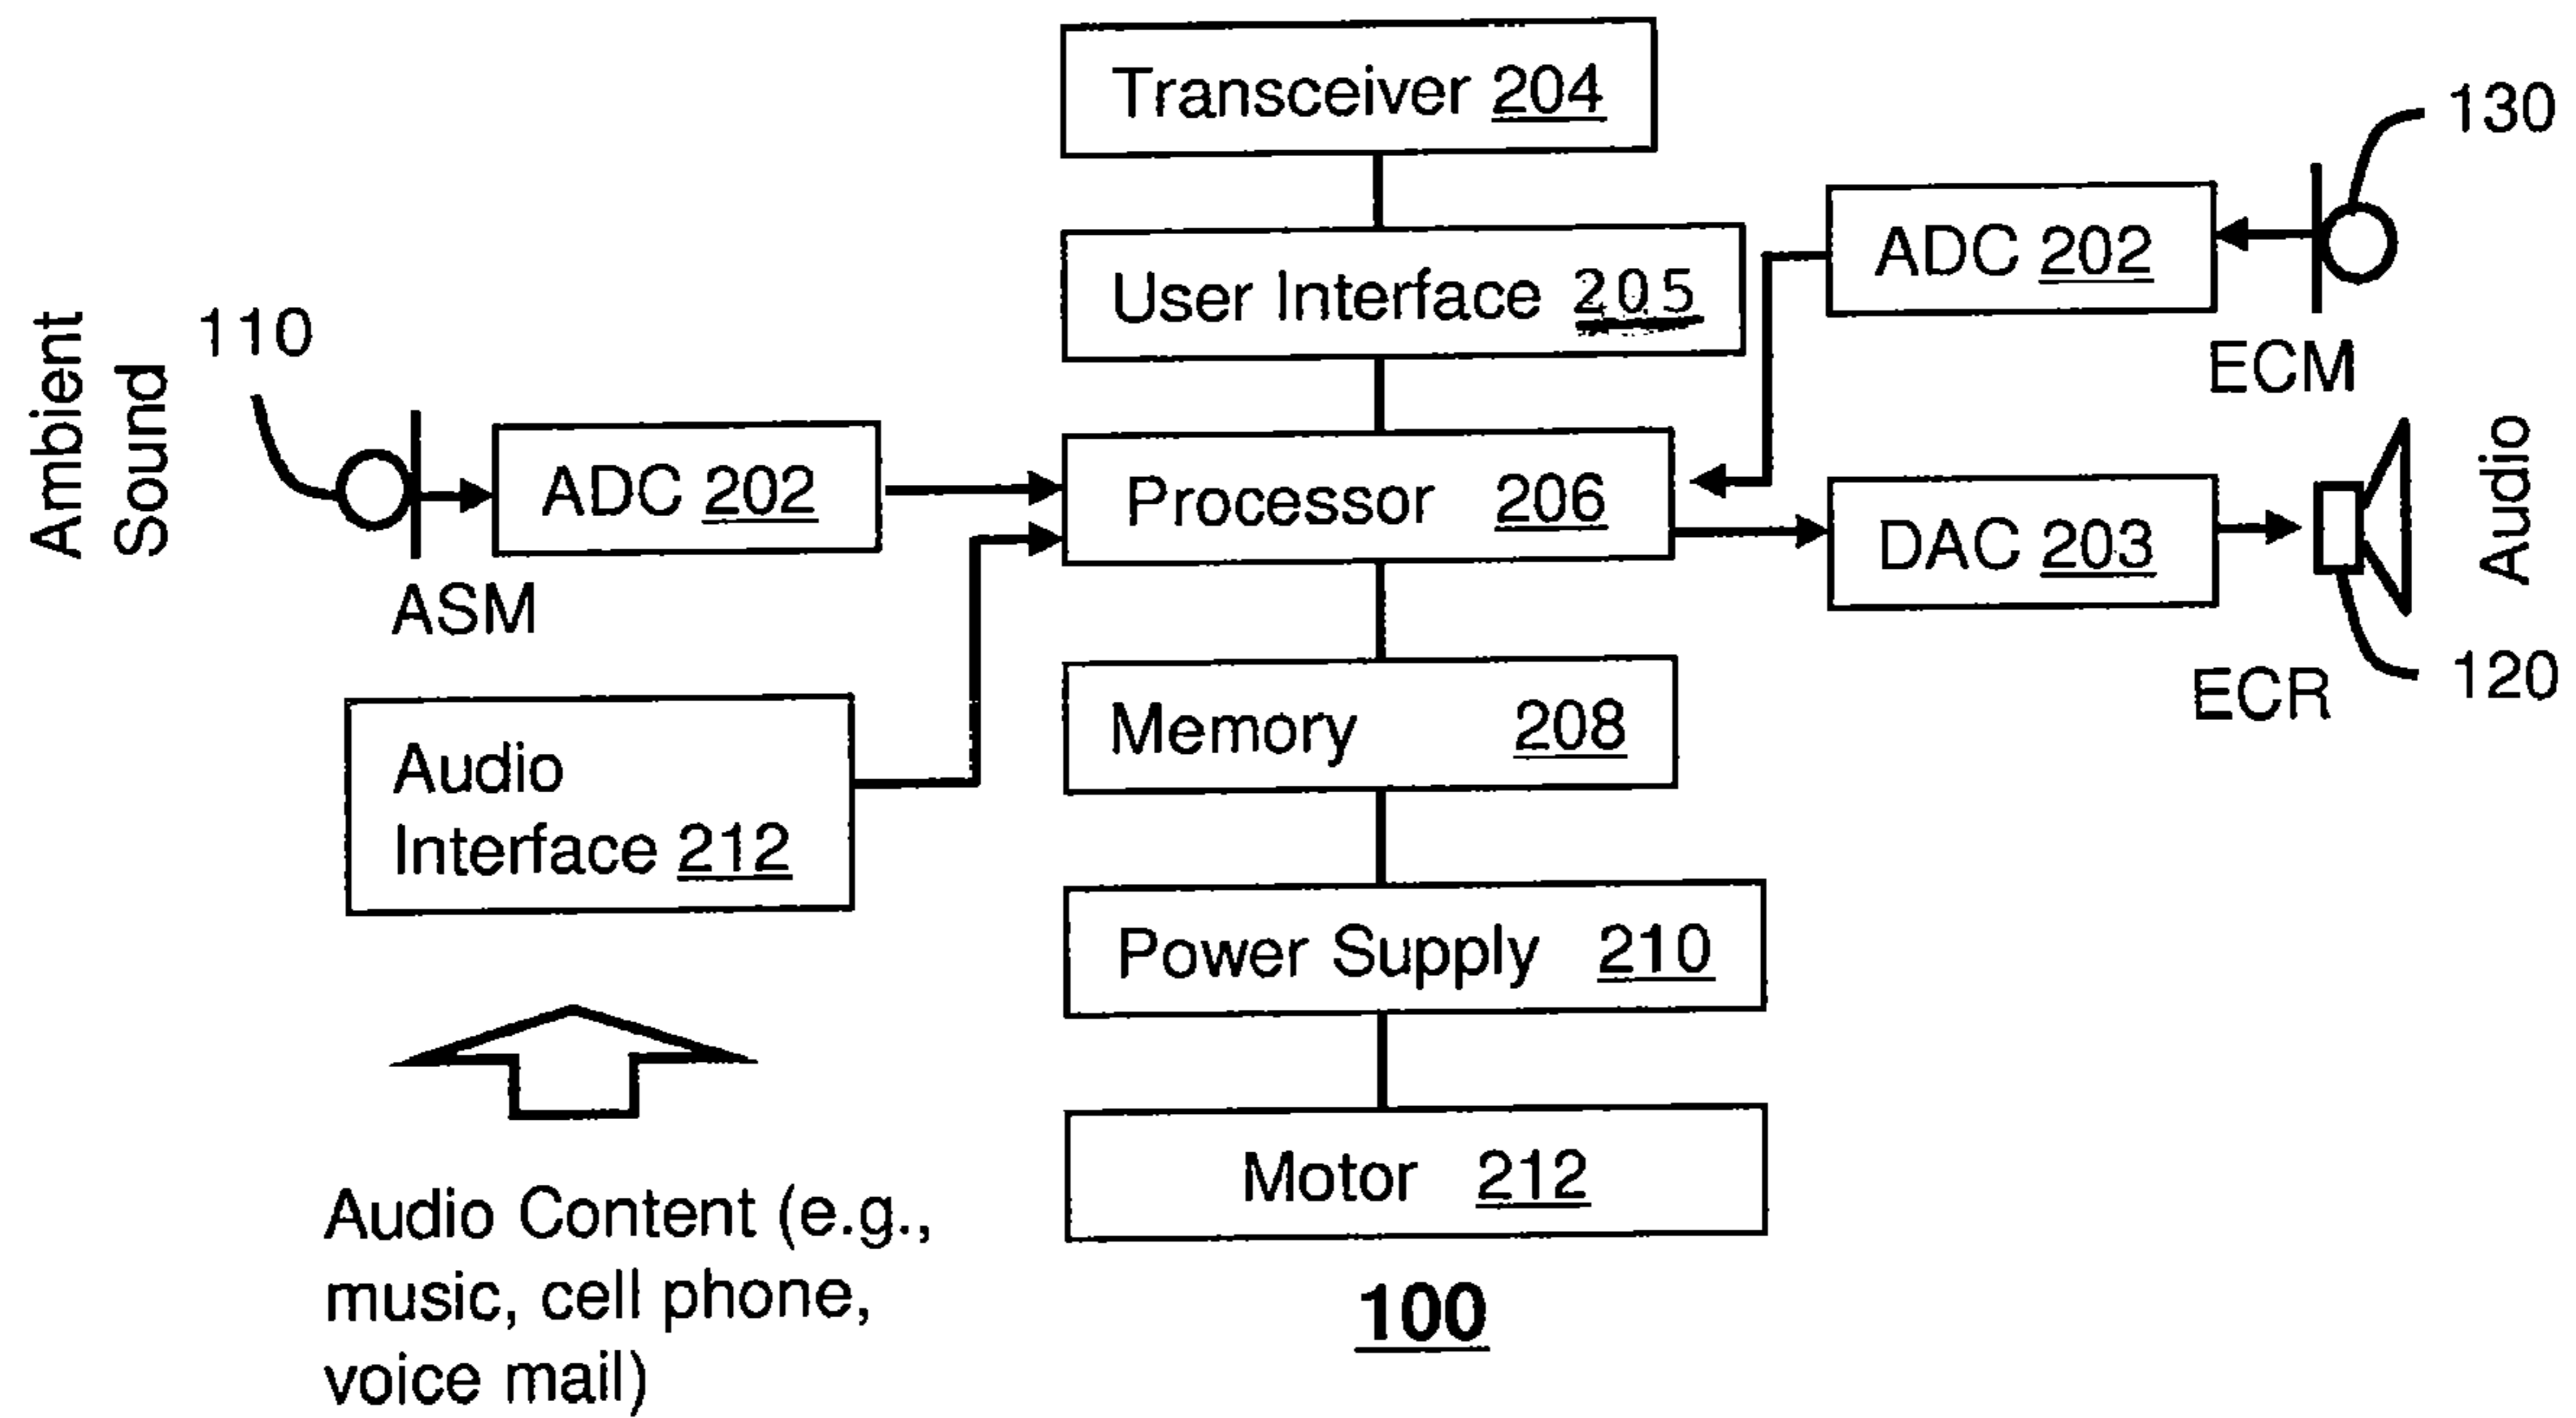 Transceiver 204
130
ADC 202
User Interface 205
ECM
Ambient
Sound
110
ADC 202
ASM
Processor 206
DAC 203
Audio
120
ECR
Memory 208
Audio
Interface 212
Power Supply 210
Motor 212
Audio Content (e.g.,
music, cell phone,
voice mail)
100